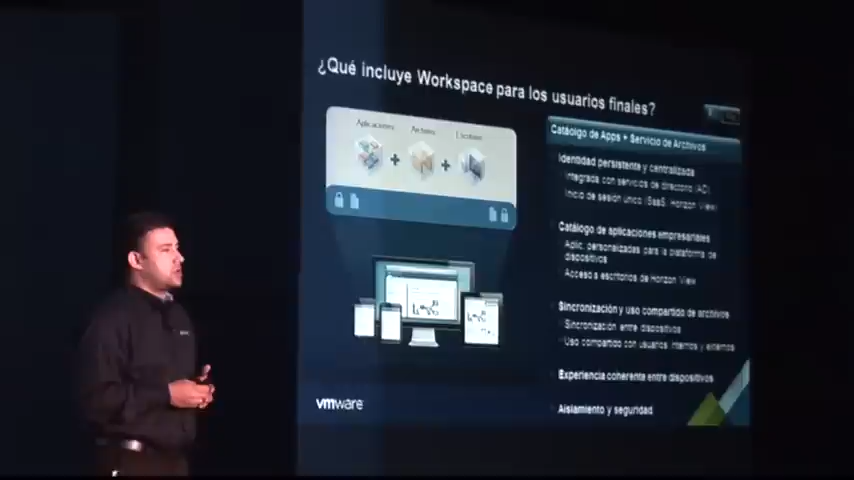 ¿Qué incluye Workspace para los usuarios finales?
Aplicaciones Archivos Escritorios
Catálogo de Apps + Servicio de Archivos
Identidad persistente y centralizada
Integrada con servicios de directorio (AD)
Inicio de sesión único (SaaS, Horizon View)
Catálogo de aplicaciones empresariales
Aplic. personalizadas para la plataforma de
dispositivos
Acceso a escritorios de Horizon View
Sincronización y uso compartido de archivos
Sincronización entre dispositivos
Uso compartido con usuarios internos y externos
Experiencia coherente entre dispositivos
Aislamiento y seguridad
vmware